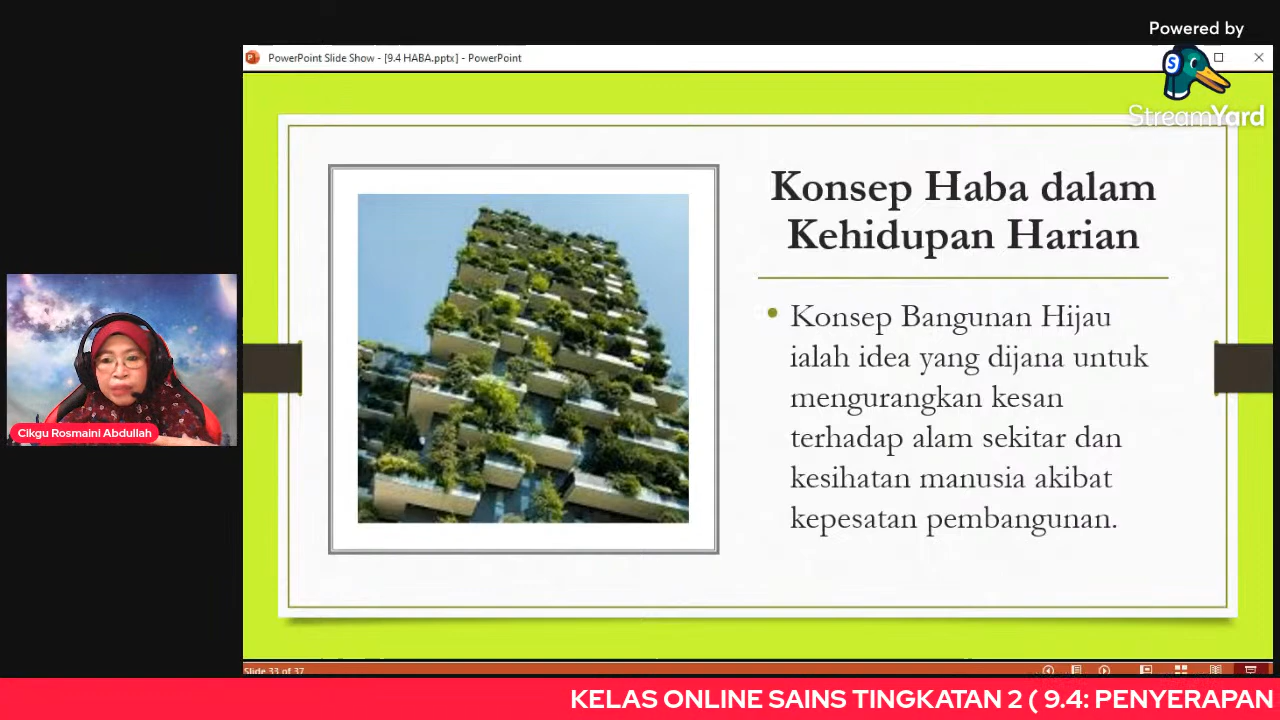 Powered by
StreamYard
PowerPoint Slide Show - [9.4 HABA.pptx] - PowerPoint
Konsep Haba dalam
Kehidupan Harian
• Konsep Bangunan Hijau
ialah idea yang dijana untuk
mengurangkan kesan
terhadap alam sekitar dan
kesihatan manusia akibat
kepesatan pembangunan.
Cikgu Rosmaini Abdullah
Slide 33 of 37
KELAS ONLINE SAINS TINGKATAN 2 ( 9.4: PENYERAPAN